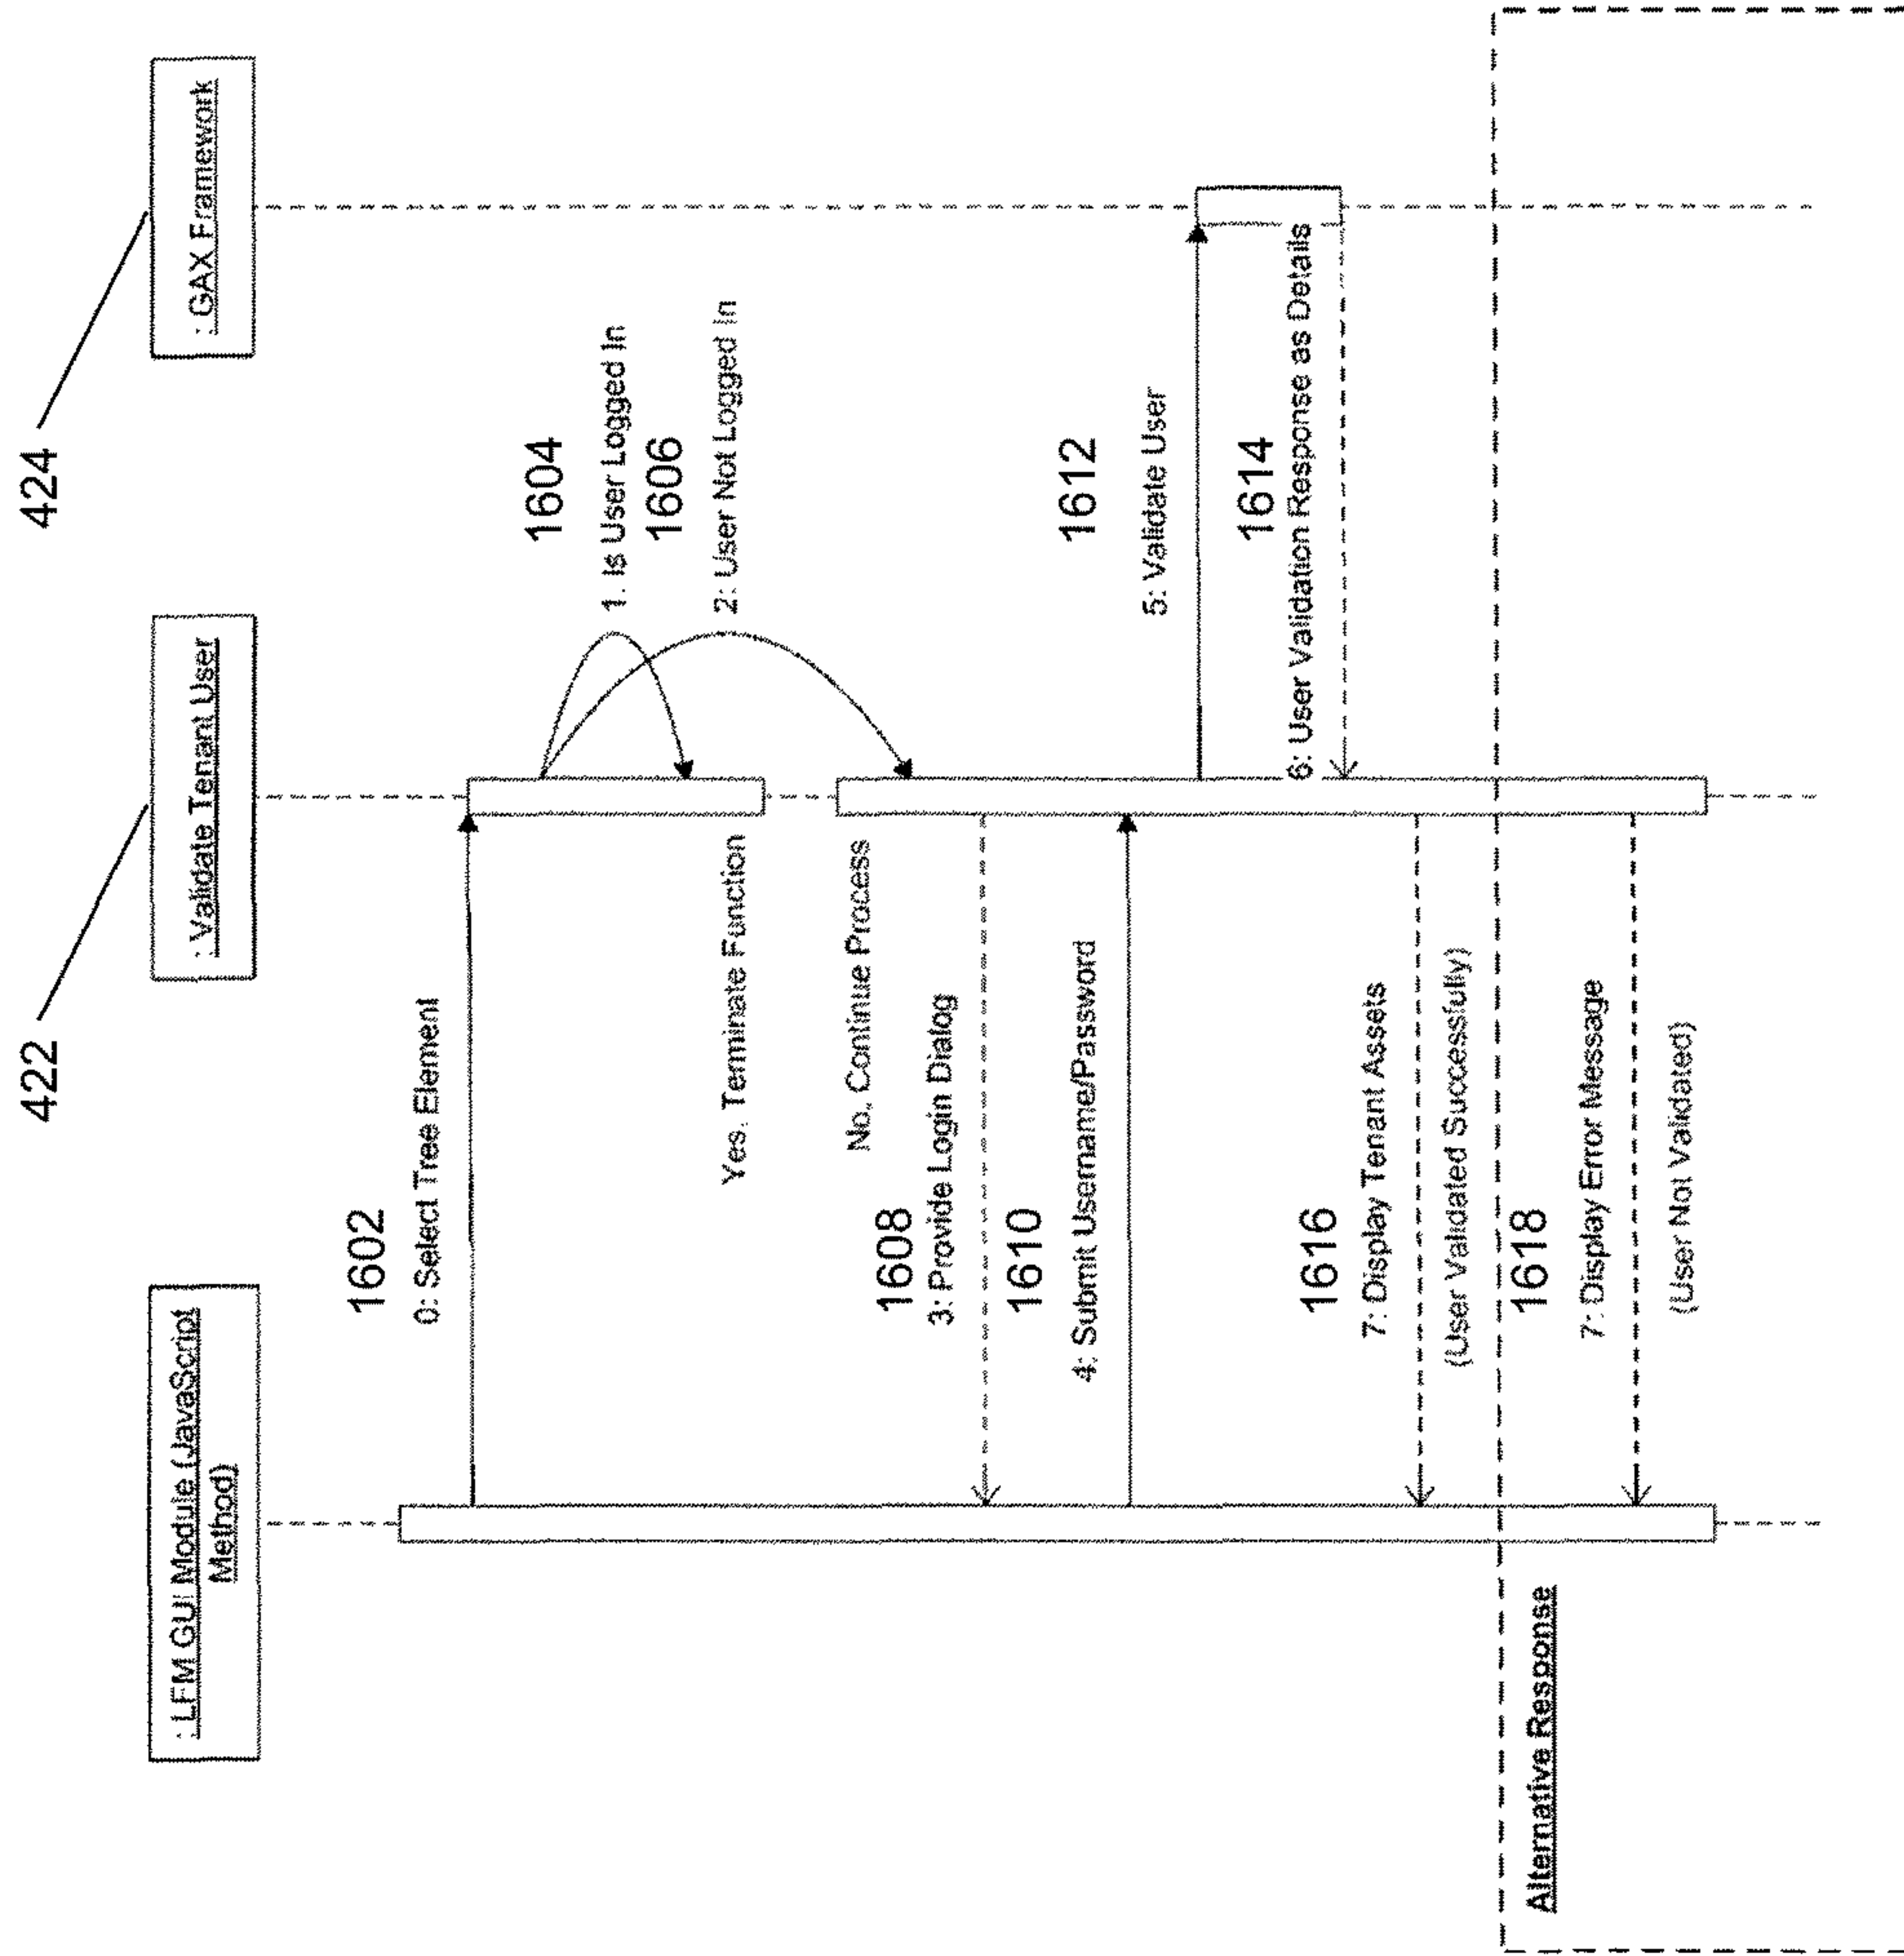 422
424
: LFM GUI Module (JavaScript
Method)
: Validate Tenant User
: GAX Framework
1602
0: Select Tree Element
1604
1. Is User Logged In
1606
2: User Not Logged In
Yes. Terminate Function
No, Continue Process
1608
3: Provide Login Dialog
1610
4: Submit Username/Password
1612
5: Validate User
1614
6: User Validation Response as Details
1616
7: Display Tenant Assets
(User Validated Successfully)
Alternative Response
1618
7: Display Error Message
(User Not Validated)